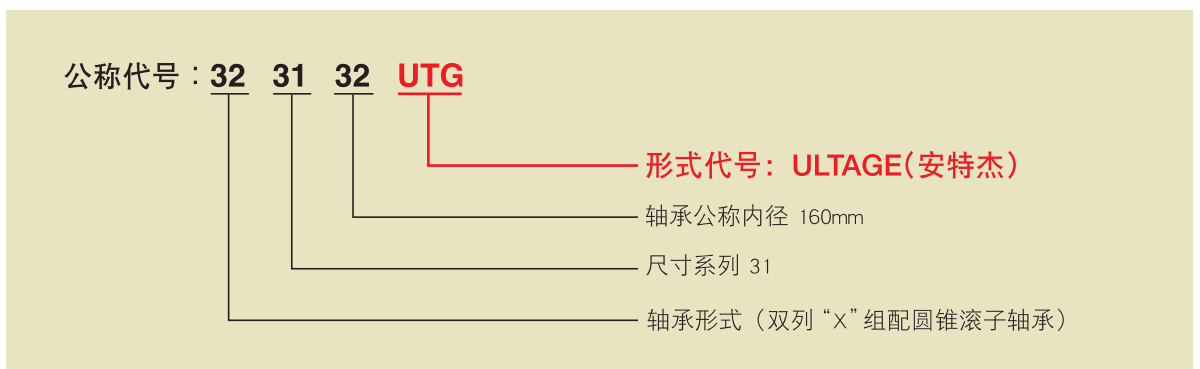 公称代号：32 31 32 UTG
形式代号：ULTAGE（安特杰）
轴承公称内径 160mm
尺寸系列 31
轴承形式（双列“X”组配圆锥滚子轴承）